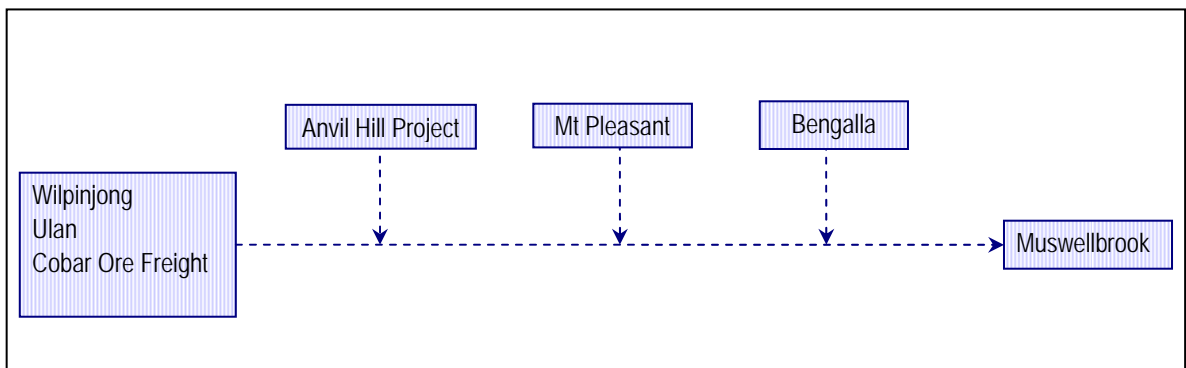 Anvil Hill Project
Mt Pleasant
Bengalla
Wilpinjong
Ulan
Cobar Ore Freight
Muswellbrook